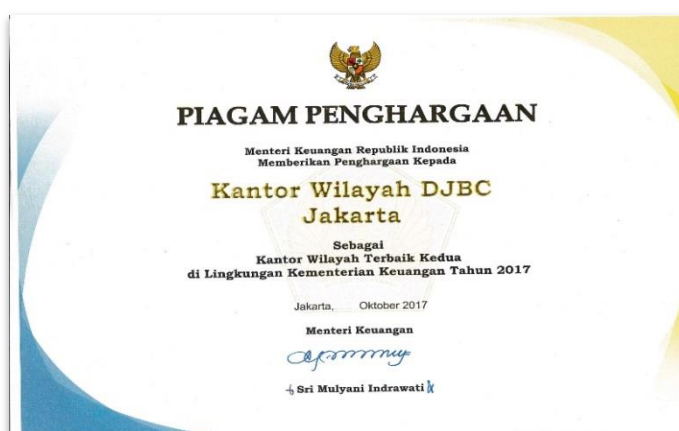 PIAGAM PENGHARGAAN
Menteri Keuangan Republik Indonesia
Memberikan Penghargaan Kepada
Kantor Wilayah DJBC
Jakarta
Sebagai
Kantor Wilayah Terbaik Kedua
di Lingkungan Kementerian Keuangan Tahun 2017
Jakarta, Oktober 2017
Menteri Keuangan
Sri Mulyani Indrawati